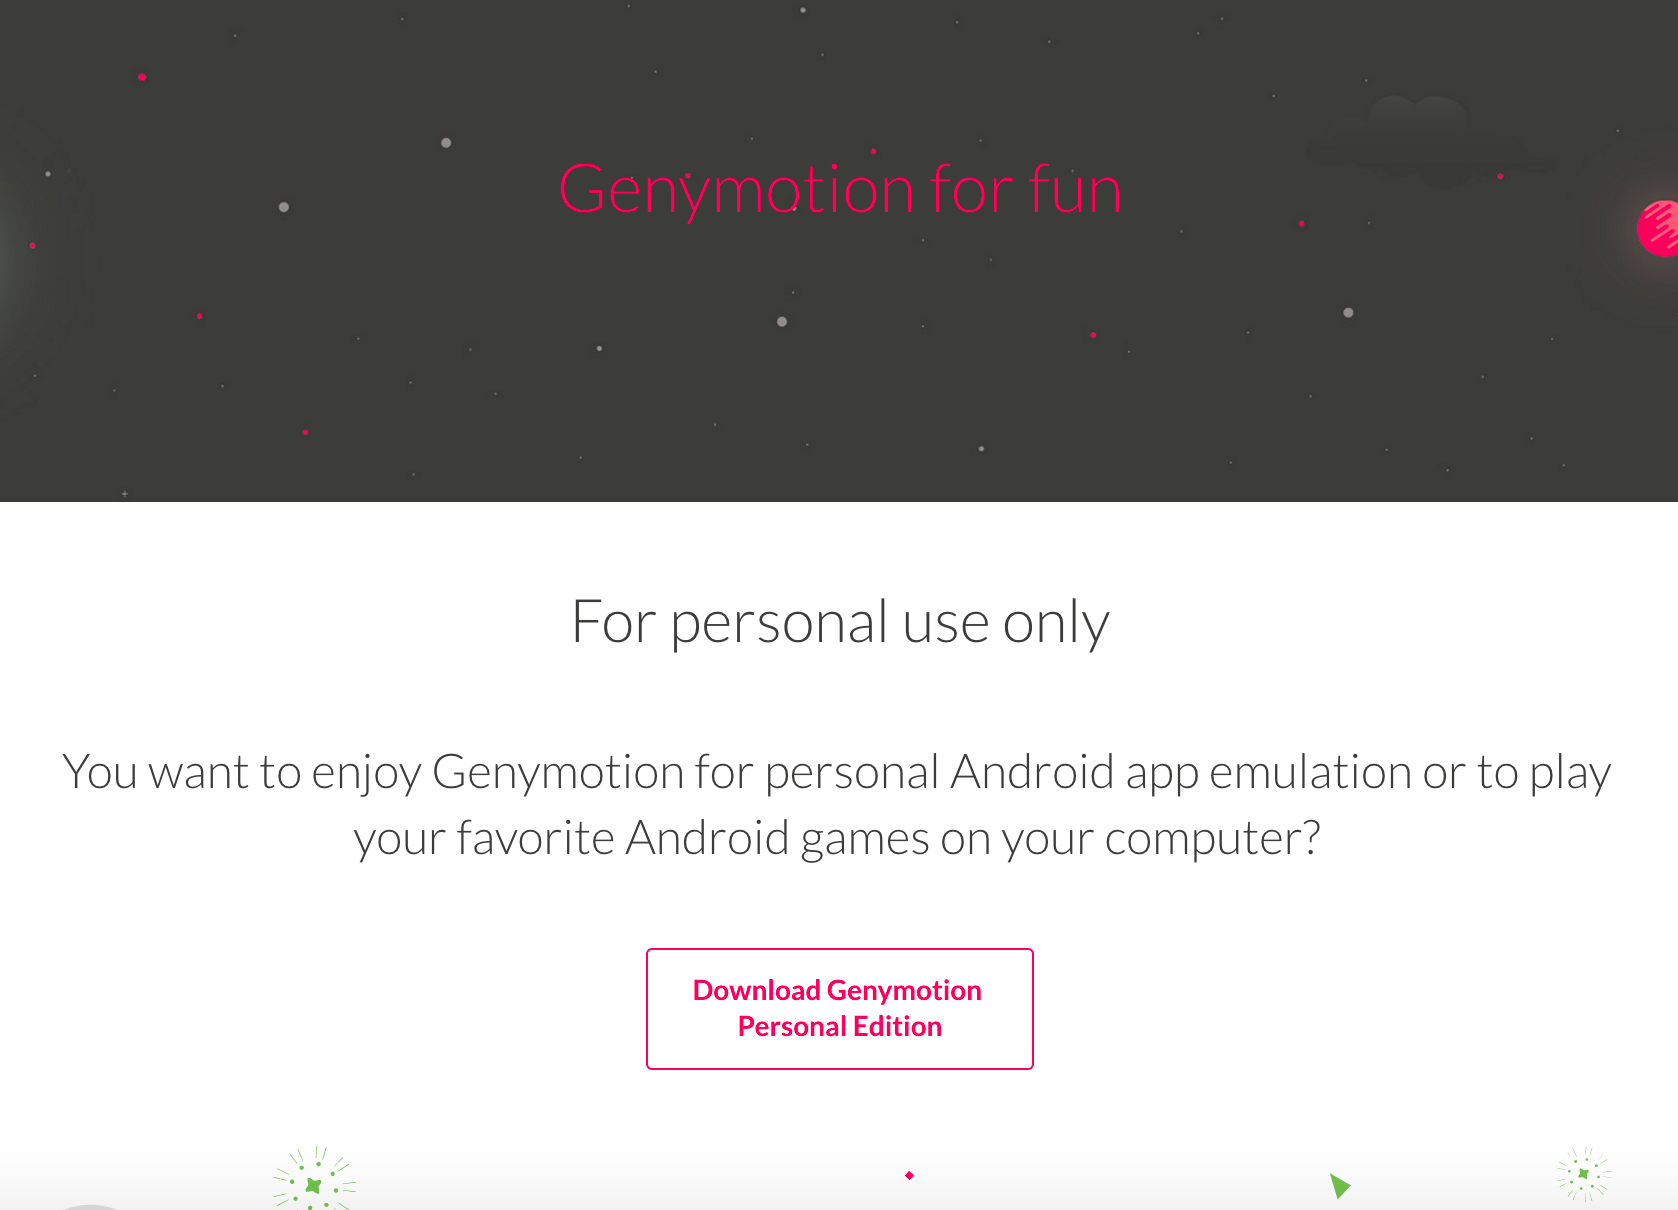 Genymotion for fun
For personal use only
You want to enjoy Genymotion for personal Android app emulation or to play
your favorite Android games on your computer?
Download Genymotion
Personal Edition